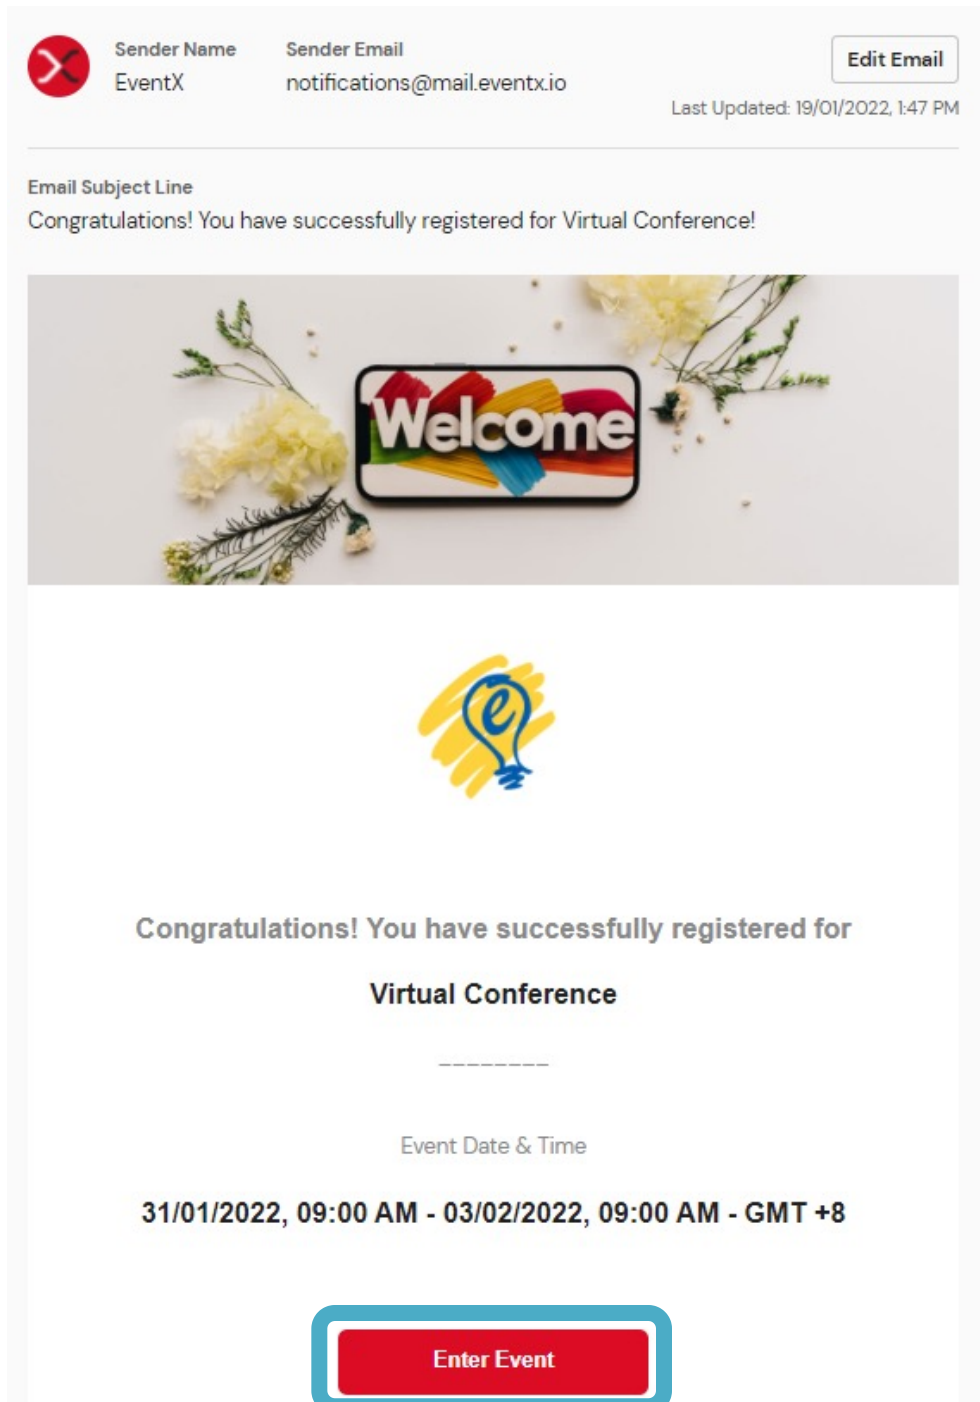 Sender Name
Sender Email
Edit Email
EventX
notifications@mail.eventx.io
Last Updated: 19/01/2022, 1:47 PM
Email Subject Line
Congratulations! You have successfully registered for Virtual Conference!
Welcome
e
Congratulations! You have successfully registered for
Virtual Conference
--------
Event Date & Time
31/01/2022, 09:00 AM - 03/02/2022, 09:00 AM - GMT +8
Enter Event